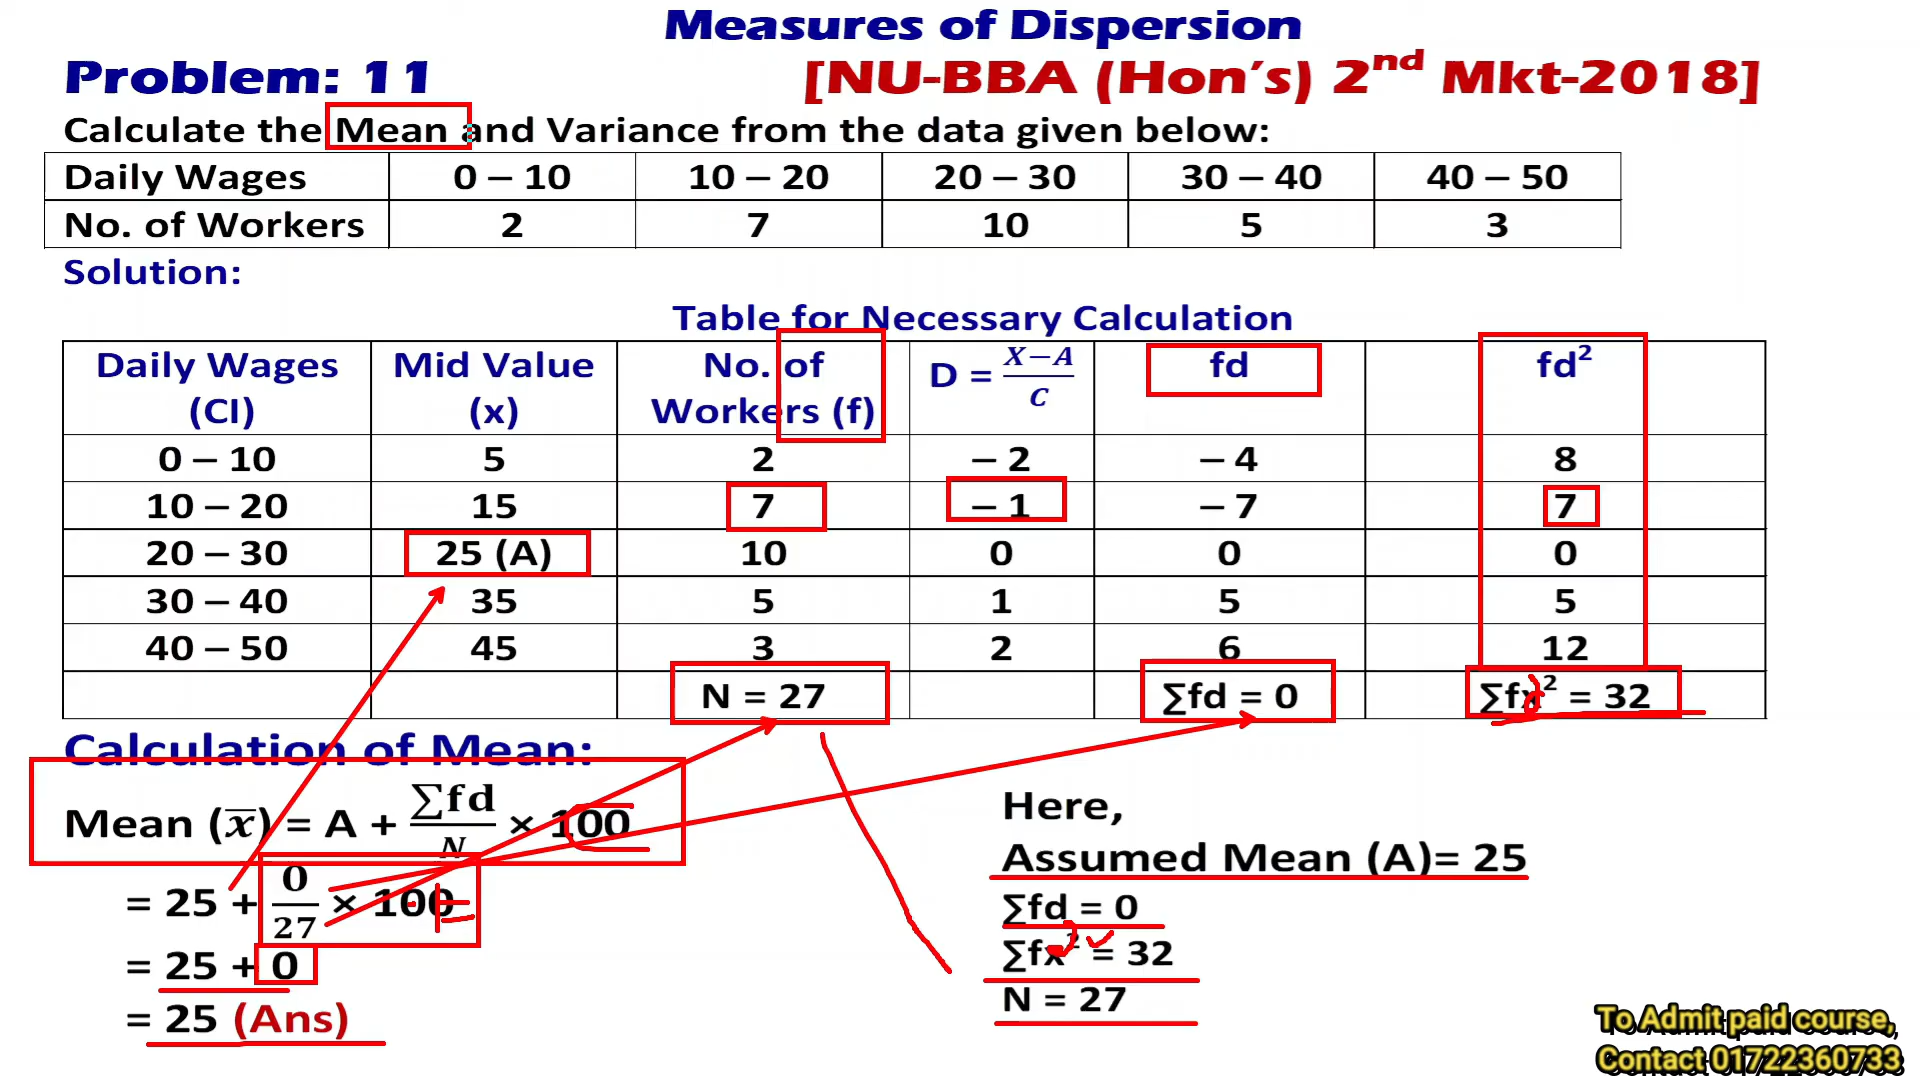 Measures of Dispersion
Problem: 11 [NU-BBA (Hon’s) 2nd Mkt-2018]
Calculate the Mean and Variance from the data given below:
Daily Wages 0 – 10 10 – 20 20 – 30 30 – 40 40 – 50
No. of Workers 2 7 10 5 3
Solution:
Table for Necessary Calculation
Daily Wages (CI) Mid Value (x) No. of Workers (f) D = X−A/C fd fd²
0 – 10 5 2 – 2 – 4 8
10 – 20 15 7 – 1 – 7 7
20 – 30 25 (A) 10 0 0 0
30 – 40 35 5 1 5 5
40 – 50 45 3 2 6 12
N = 27 ∑fd = 0 ∑fx² = 32
Calculation of Mean:
Mean (x̅) = A + ∑fd/N × 100
= 25 + 0/27 × 100
= 25 + 0
= 25 (Ans)
Here,
Assumed Mean (A)= 25
∑fd = 0
∑fx² = 32
N = 27
To Admit paid course,
Contact 01722360733